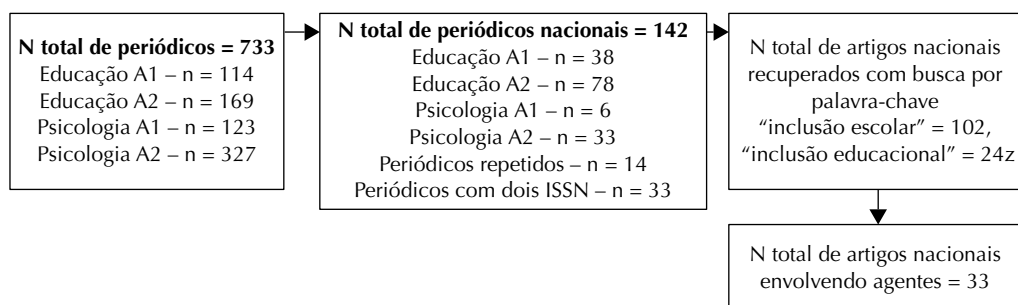 N total de periódicos = 733
Educação A1 – n = 114
Educação A2 – n = 169
Psicologia A1 – n = 123
Psicologia A2 – n = 327
N total de periódicos nacionais = 142
Educação A1 – n = 38
Educação A2 – n = 78
Psicologia A1 – n = 6
Psicologia A2 – n = 33
Periódicos repetidos – n = 14
Periódicos com dois ISSN – n = 33
N total de artigos nacionais
recuperados com busca por
palavra-chave
“inclusão escolar” = 102,
“inclusão educacional” = 24z
N total de artigos nacionais
envolvendo agentes = 33